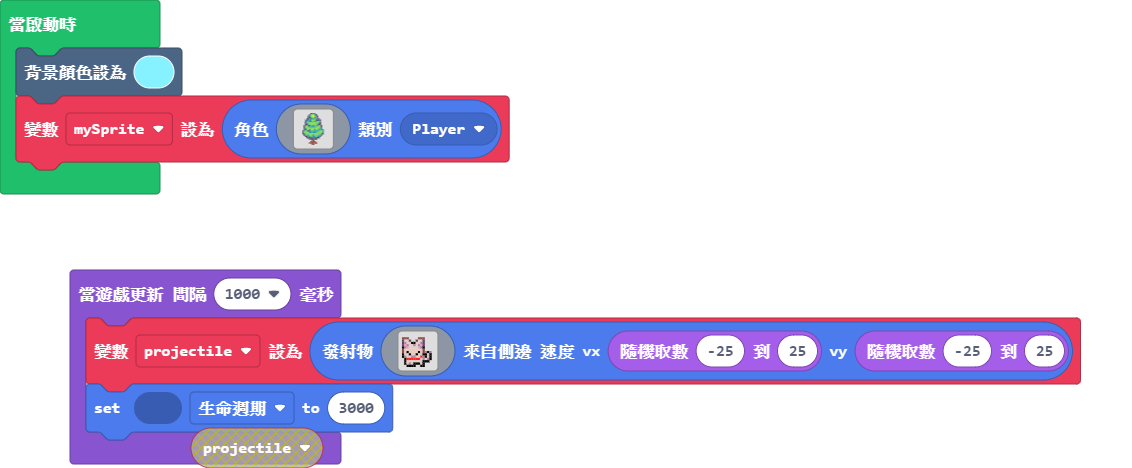 當啟動時
背景顏色設為
變數 mySprite 設為 角色 類別 Player
當遊戲更新 間隔 1000 毫秒
變數 projectile 設為 發射物 來自側邊 速度 vx 隨機取數 -25 到 25 vy 隨機取數 -25 到 25
set 生命週期 to 3000
projectile